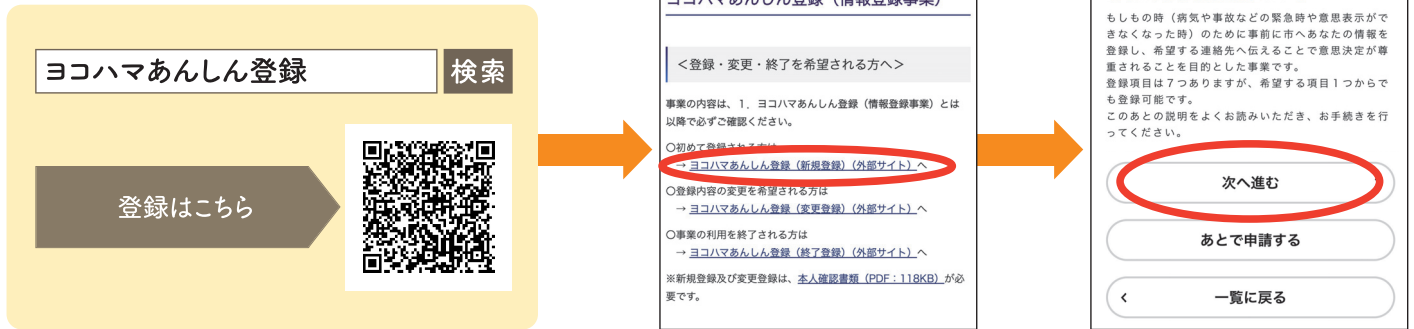 ヨコハマあんしん登録 検索
登録はこちら
ヨコハマあんしん登録（情報登録事業）
＜登録・変更・終了を希望される方へ＞
事業の内容は、１．ヨコハマあんしん登録（情報登録事業）とは
以降で必ずご確認ください。
〇初めて登録される方は
→ ヨコハマあんしん登録（新規登録）（外部サイト）へ
〇登録内容の変更を希望される方は
→ ヨコハマあんしん登録（変更登録）（外部サイト）へ
〇事業の利用を終了される方は
→ ヨコハマあんしん登録（終了登録）（外部サイト）へ
※新規登録及び変更登録は、本人確認書類（PDF：118KB）が必
要です。
もしもの時（病気や事故などの緊急時や意思表示がで
きなくなった時）のために事前に市へあなたの情報を
登録し、希望する連絡先へ伝えることで意思決定が尊
重されることを目的とした事業です。
登録項目は７つありますが、希望する項目１つからで
も登録可能です。
このあとの説明をよくお読みいただき、お手続きを行
ってください。
次へ進む
あとで申請する
一覧に戻る